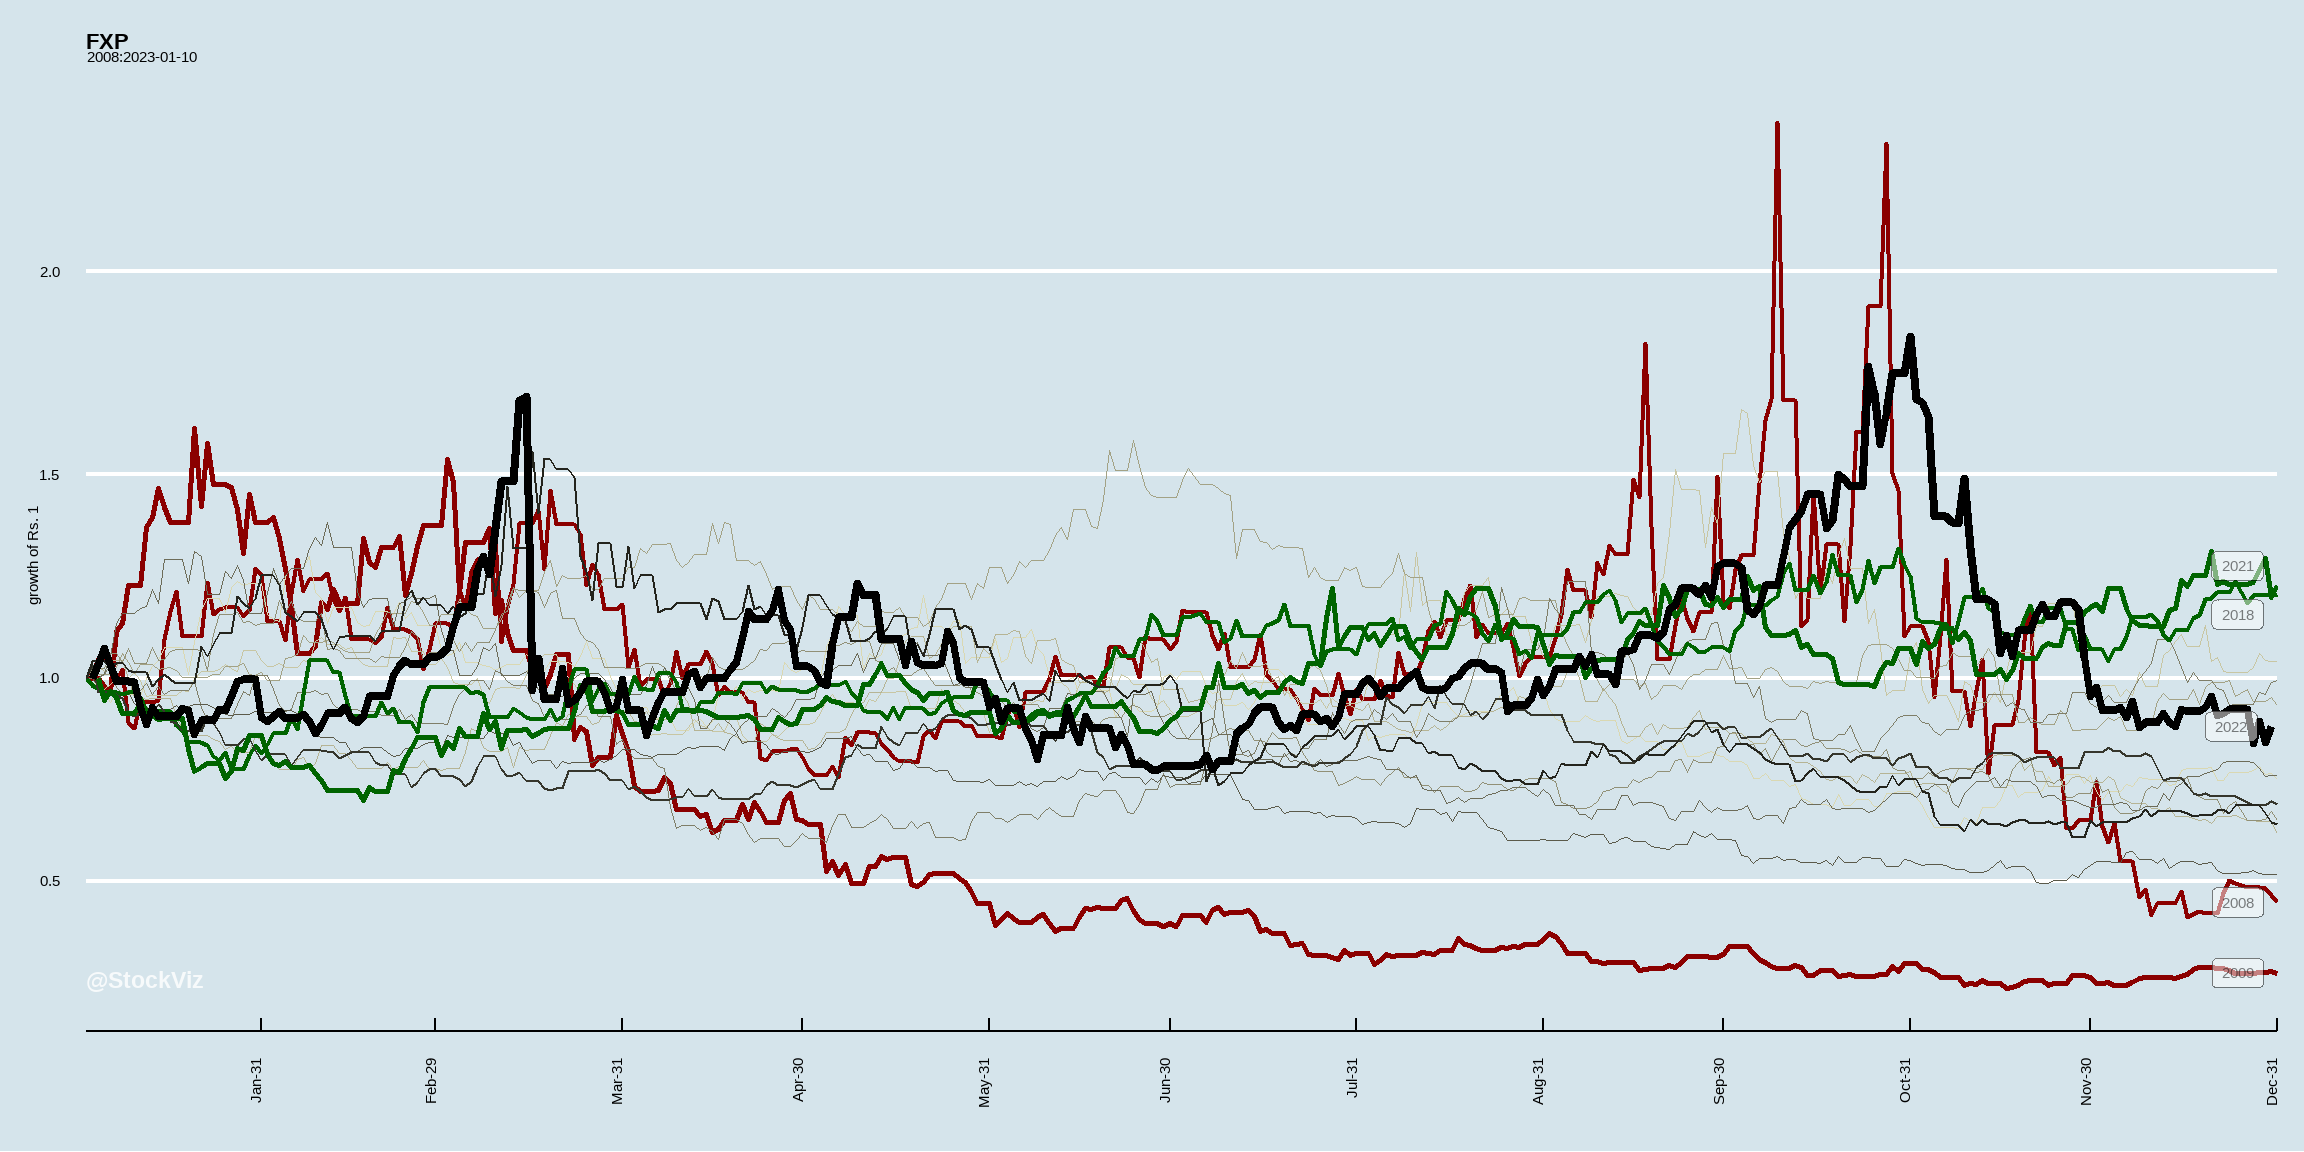 FXP
2008:2023-01-10
growth of Rs. 1
2.0
1.5
1.0
0.5
2021
2018
2022
2008
2009
@StockViz
Jan-31
Feb-29
Mar-31
Apr-30
May-31
Jun-30
Jul-31
Aug-31
Sep-30
Oct-31
Nov-30
Dec-31